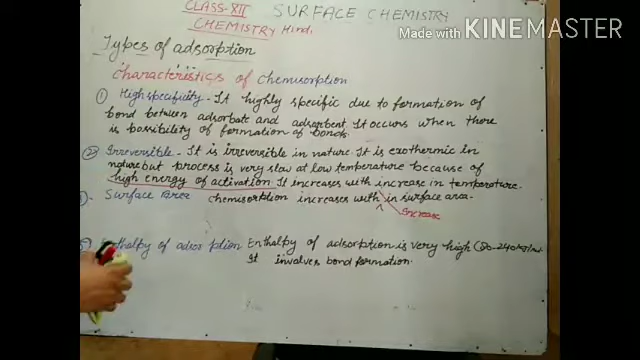 CLASS-XII SURFACE CHEMISTRY
CHEMISTRY Hindi
Made with KINEMASTER
Types of adsorption
Characteristics of chemisorption
① High specificity - It highly specific due to formation of
bond between adsorbate and adsorbent. It occurs when there
is possibility of formation of bonds.
② Irreversible - It is irreversible in nature. It is exothermic in
nature but process is very slow at low temperature because of
high energy of activation. It increases with increase in temperature.
Surface area chemisorption increases with in surface area.
^ increase
Enthalpy of adsorption Enthalpy of adsorption is very high
It involves bond formation.